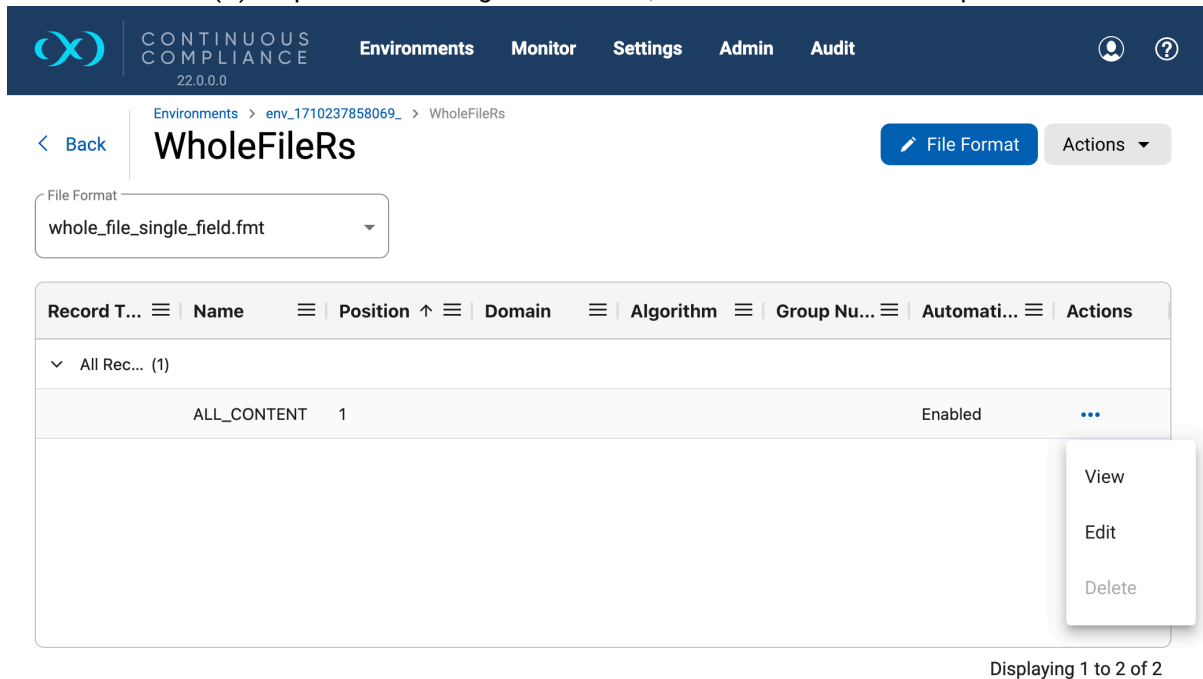 CONTINUOUS
COMPLIANCE
22.0.0.0
Environments Monitor Settings Admin Audit
Environments > env_1710237858069_ > WholeFileRs
Back
WholeFileRs
File Format
Actions
File Format
whole_file_single_field.fmt
Record T... Name Position ↑ Domain Algorithm Group Nu... Automati... Actions
All Rec... (1)
ALL_CONTENT 1 Enabled •••
View
Edit
Delete
Displaying 1 to 2 of 2